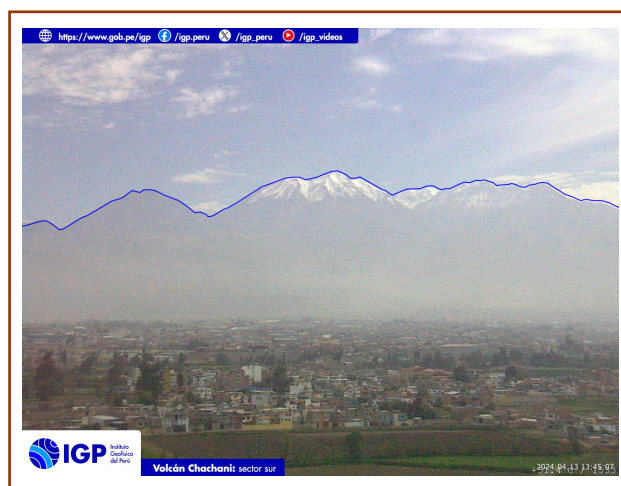 https://www.gob.pe/igp /igp.peru /igp_peru /igp_videos
IGP Instituto
Geofísico
del Perú
Volcán Chachani: sector sur
2024:04:13 13:45:07